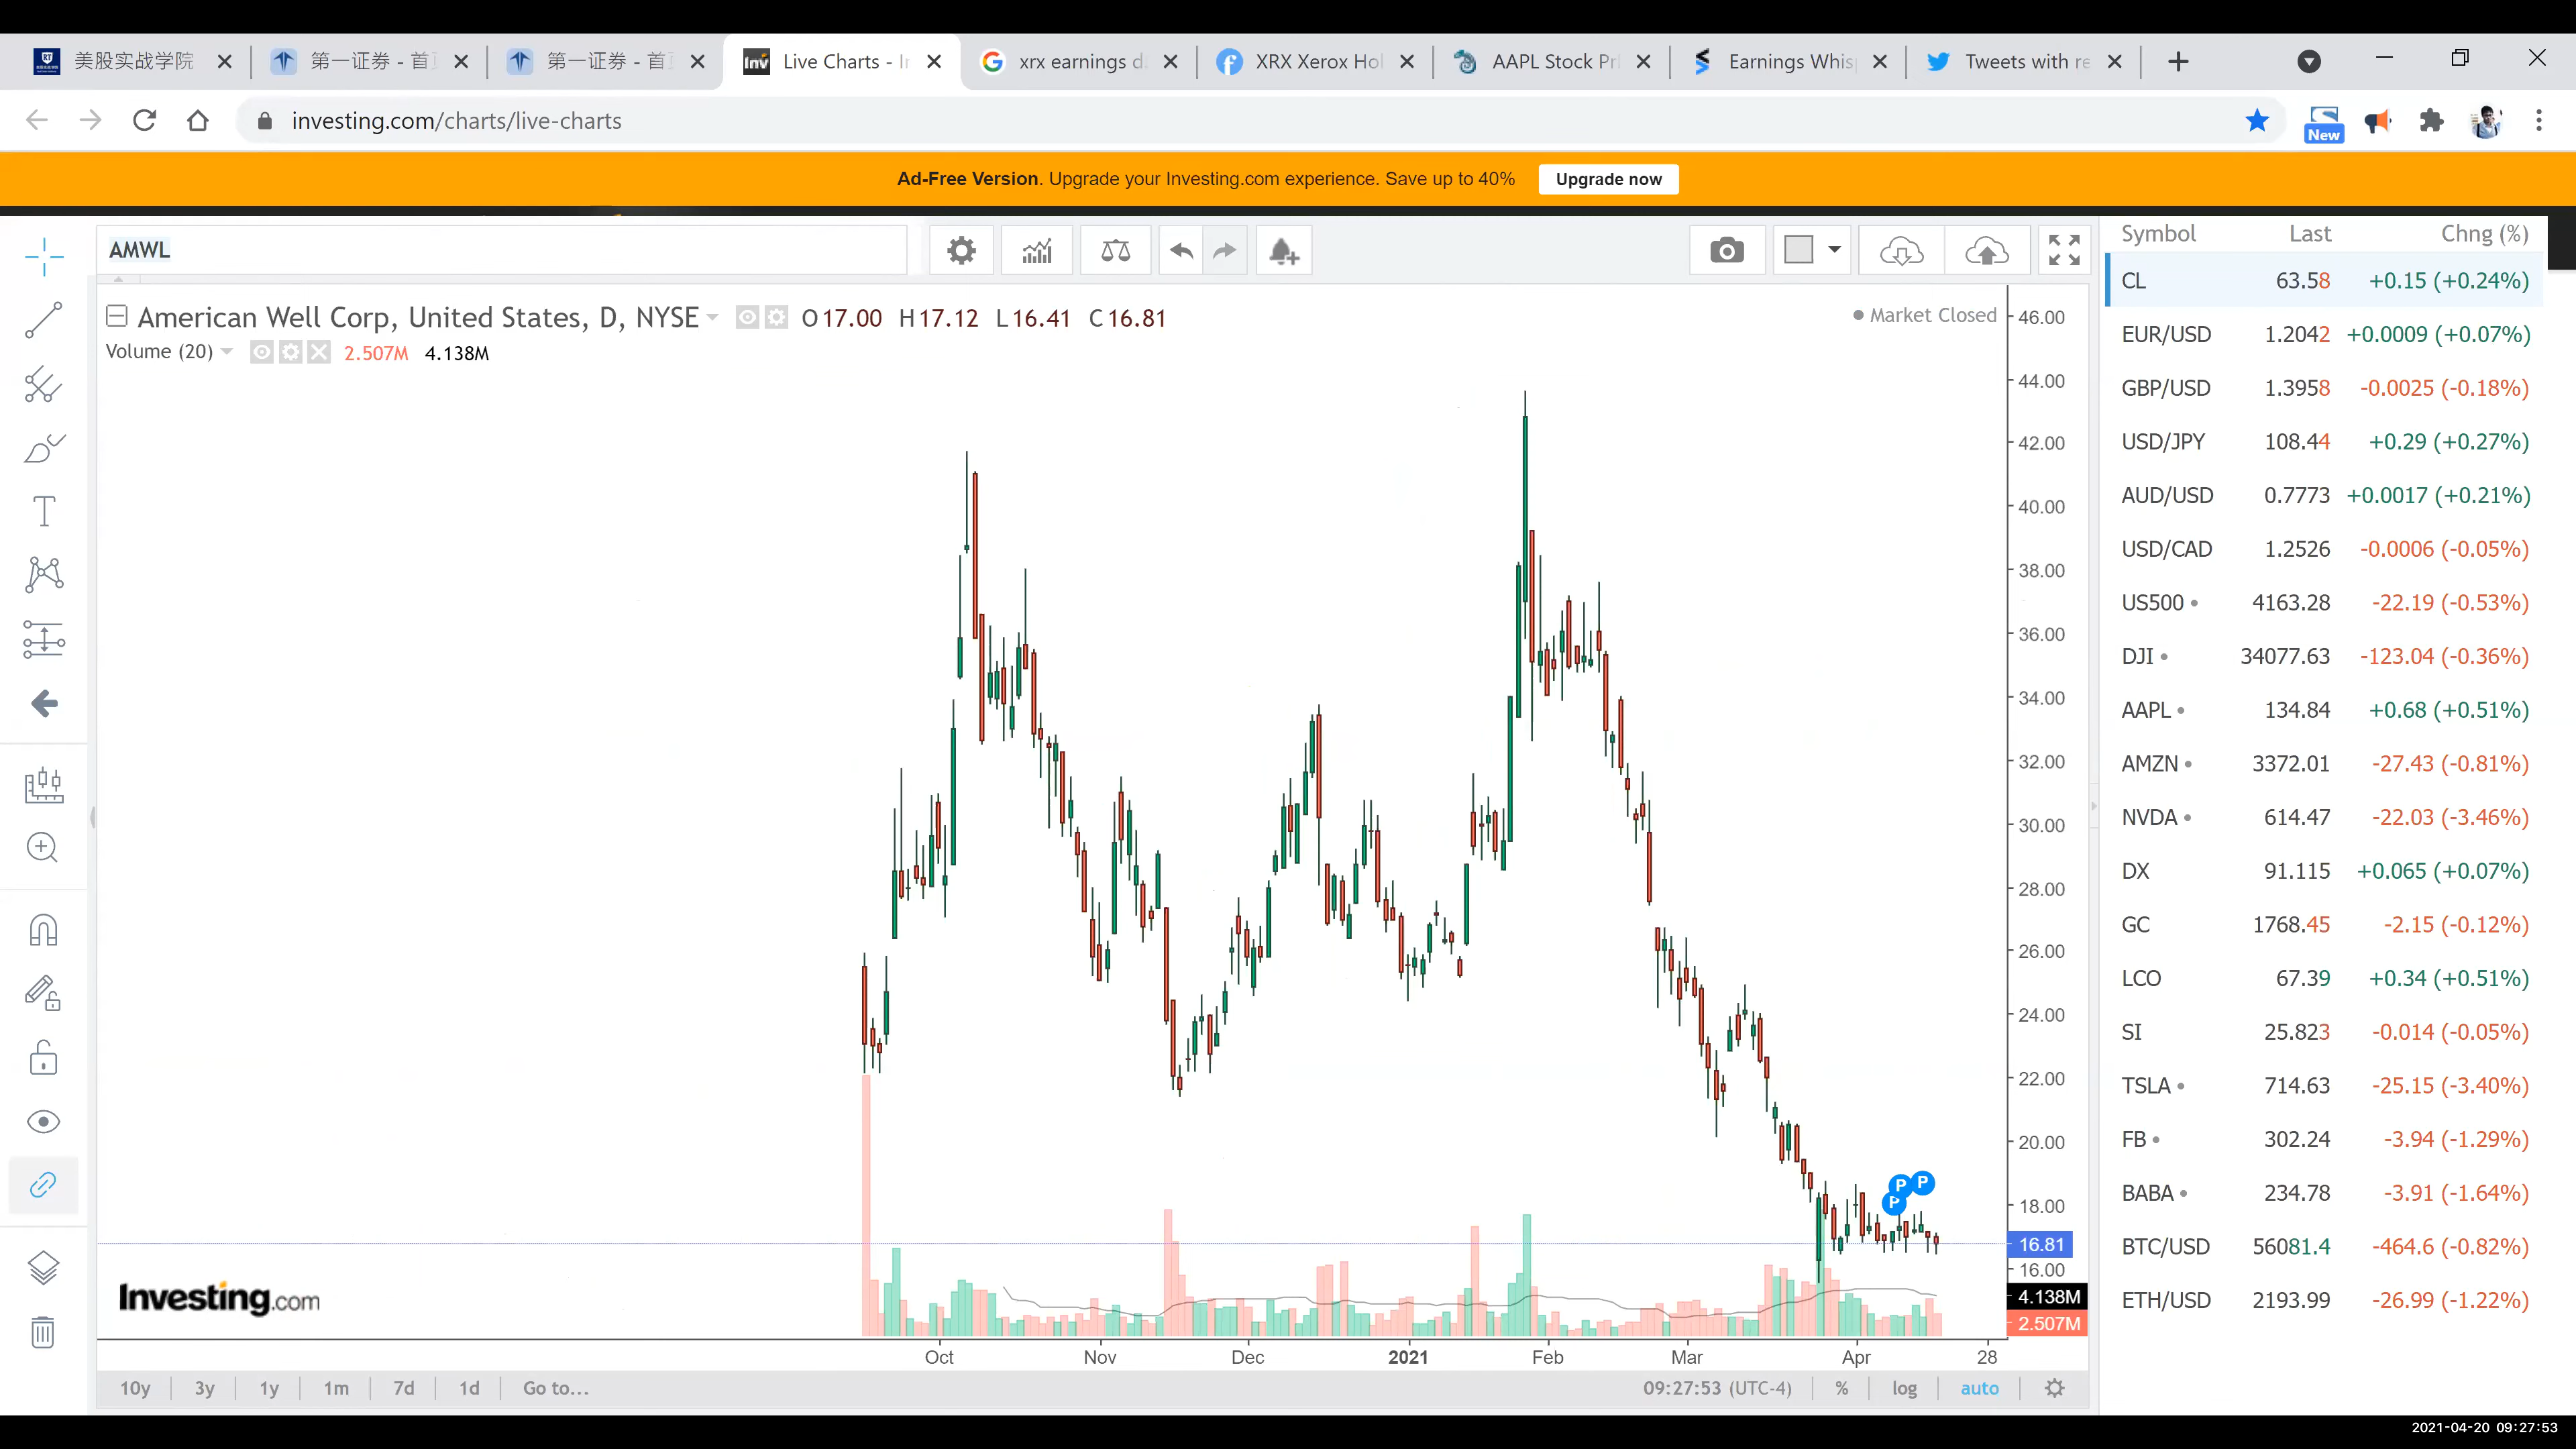 美股实战学院
第一证券 - 首
第一证券 - 首
Live Charts - I
xrx earnings d
XRX Xerox Hol
AAPL Stock Pri
Earnings Whis
Tweets with re
investing.com/charts/live-charts
New
Ad-Free Version. Upgrade your Investing.com experience. Save up to 40%
Upgrade now
AMWL
American Well Corp, United States, D, NYSE O17.00 H17.12 L16.41 C16.81
Market Closed
Volume (20) 2.507M 4.138M
46.00
44.00
42.00
40.00
38.00
36.00
34.00
32.00
30.00
28.00
26.00
24.00
22.00
20.00
18.00
16.81
16.00
4.138M
2.507M
P P
P
Investing.com
Oct Nov Dec 2021 Feb Mar Apr 28
10y 3y 1y 1m 7d 1d Go to...
09:27:53 (UTC-4) % log auto
Symbol Last Chng (%)
CL 63.58 +0.15 (+0.24%)
EUR/USD 1.2042 +0.0009 (+0.07%)
GBP/USD 1.3958 -0.0025 (-0.18%)
USD/JPY 108.44 +0.29 (+0.27%)
AUD/USD 0.7773 +0.0017 (+0.21%)
USD/CAD 1.2526 -0.0006 (-0.05%)
US500 4163.28 -22.19 (-0.53%)
DJI 34077.63 -123.04 (-0.36%)
AAPL 134.84 +0.68 (+0.51%)
AMZN 3372.01 -27.43 (-0.81%)
NVDA 614.47 -22.03 (-3.46%)
DX 91.115 +0.065 (+0.07%)
GC 1768.45 -2.15 (-0.12%)
LCO 67.39 +0.34 (+0.51%)
SI 25.823 -0.014 (-0.05%)
TSLA 714.63 -25.15 (-3.40%)
FB 302.24 -3.94 (-1.29%)
BABA 234.78 -3.91 (-1.64%)
BTC/USD 56081.4 -464.6 (-0.82%)
ETH/USD 2193.99 -26.99 (-1.22%)
2021-04-20 09:27:53